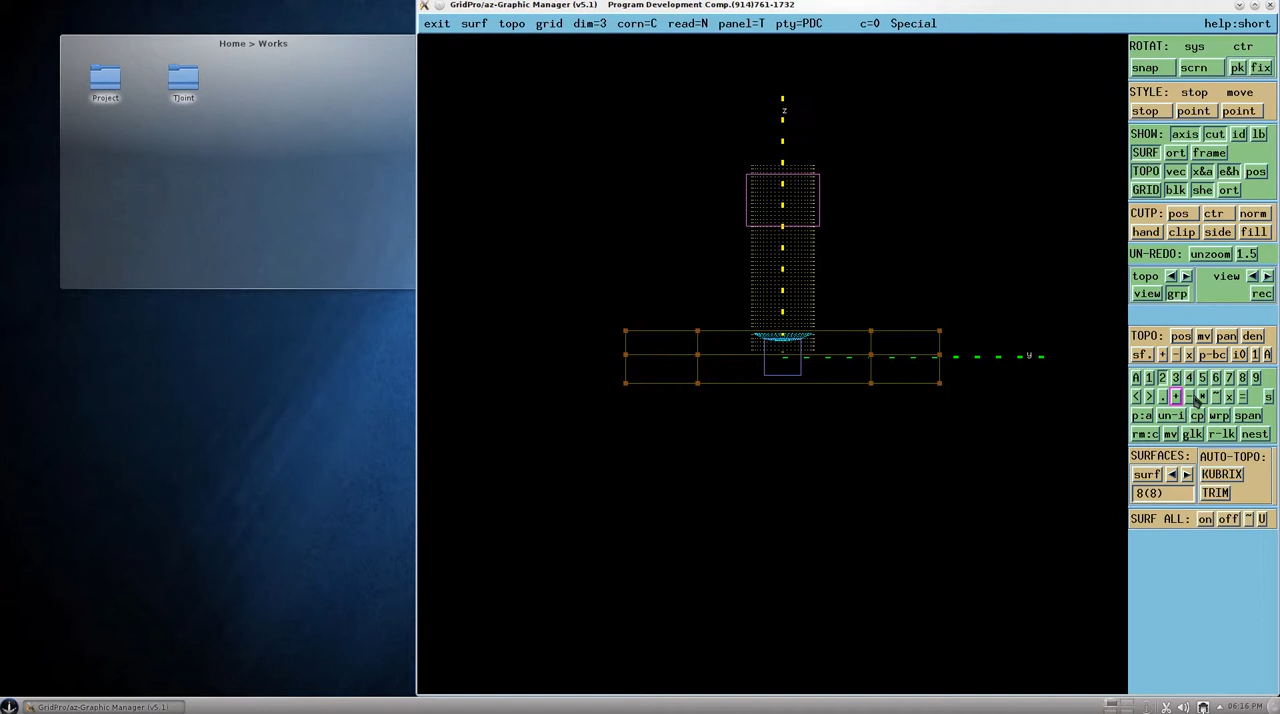 GridPro/az-Graphic Manager (v5.1) Program Development Comp.(914)761-1732
exit surf topo grid dim=3 corn=C read=N panel=T pty=PDC c=0 Special help:short
Home > Works
Project TJoint
z
y
ROTAT: sys ctr
snap scrn pk fix
STYLE: stop move
stop point point
SHOW: axis cut id lb
SURF ort frame
TOPO vec x&a e&h pos
GRID blk she ort
CUTP: pos ctr norm
hand clip side fill
UN-REDO: unzoom 1.5
topo view
view grp rec
TOPO: pos mv pan den
sf. + - x p-bc i0 1 A
A 1 2 3 4 5 6 7 8 9
< > . + - * ~ x = s
p:a un-i cp wrp span
rm:c mv glk r-lk nest
SURFACES: AUTO-TOPO:
surf KUBRIX
8(8) TRIM
SURF ALL: on off ~ U
GridPro/az-Graphic Manager (v5.1)
06:16 PM